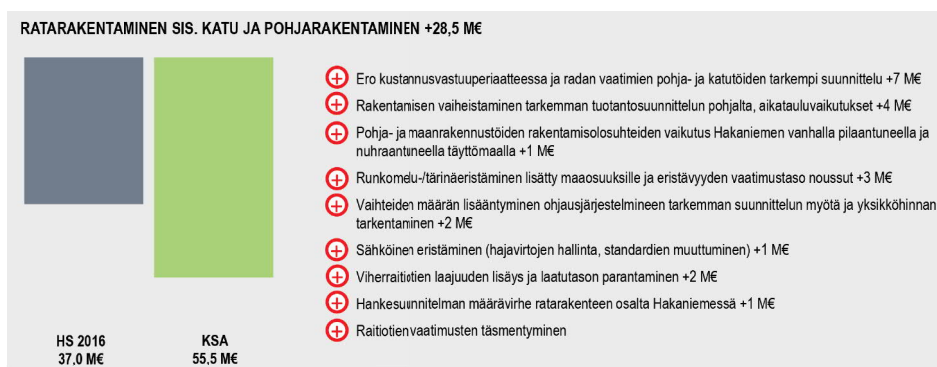 RATARAKENTAMINEN SIS. KATU JA POHJARAKENTAMINEN +28,5 M€
Ero kustannusvastuuperiaatteessa ja radan vaatimien pohja- ja katutöiden tarkempi suunnittelu +7 M€
Rakentamisen vaiheistaminen tarkemman tuotantosuunnittelun pohjalta, aikatauluvaikutukset +4 M€
Pohja- ja maanrakennustöiden rakentamisolosuhteiden vaikutus Hakaniemen vanhalla pilaantuneella ja
nuhraantuneella täyttömaalla +1 M€
Runkomelu-/tärinäeristäminen lisätty maaosuuksille ja eristävyyden vaatimustaso noussut +3 M€
Vaihteiden määrän lisääntyminen ohjausjärjestelmineen tarkemman suunnittelun myötä ja yksikköhinnan
tarkentaminen +2 M€
Sähköinen eristäminen (hajavirtojen hallinta, standardien muuttuminen) +1 M€
Viherraitiotien laajuuden lisäys ja laatutason parantaminen +2 M€
Hankesuunnitelman määrävirhe ratarakenteen osalta Hakaniemessä +1 M€
Raitiotienvaatimusten täsmentyminen
HS 2016
37,0 M€
KSA
55,5 M€